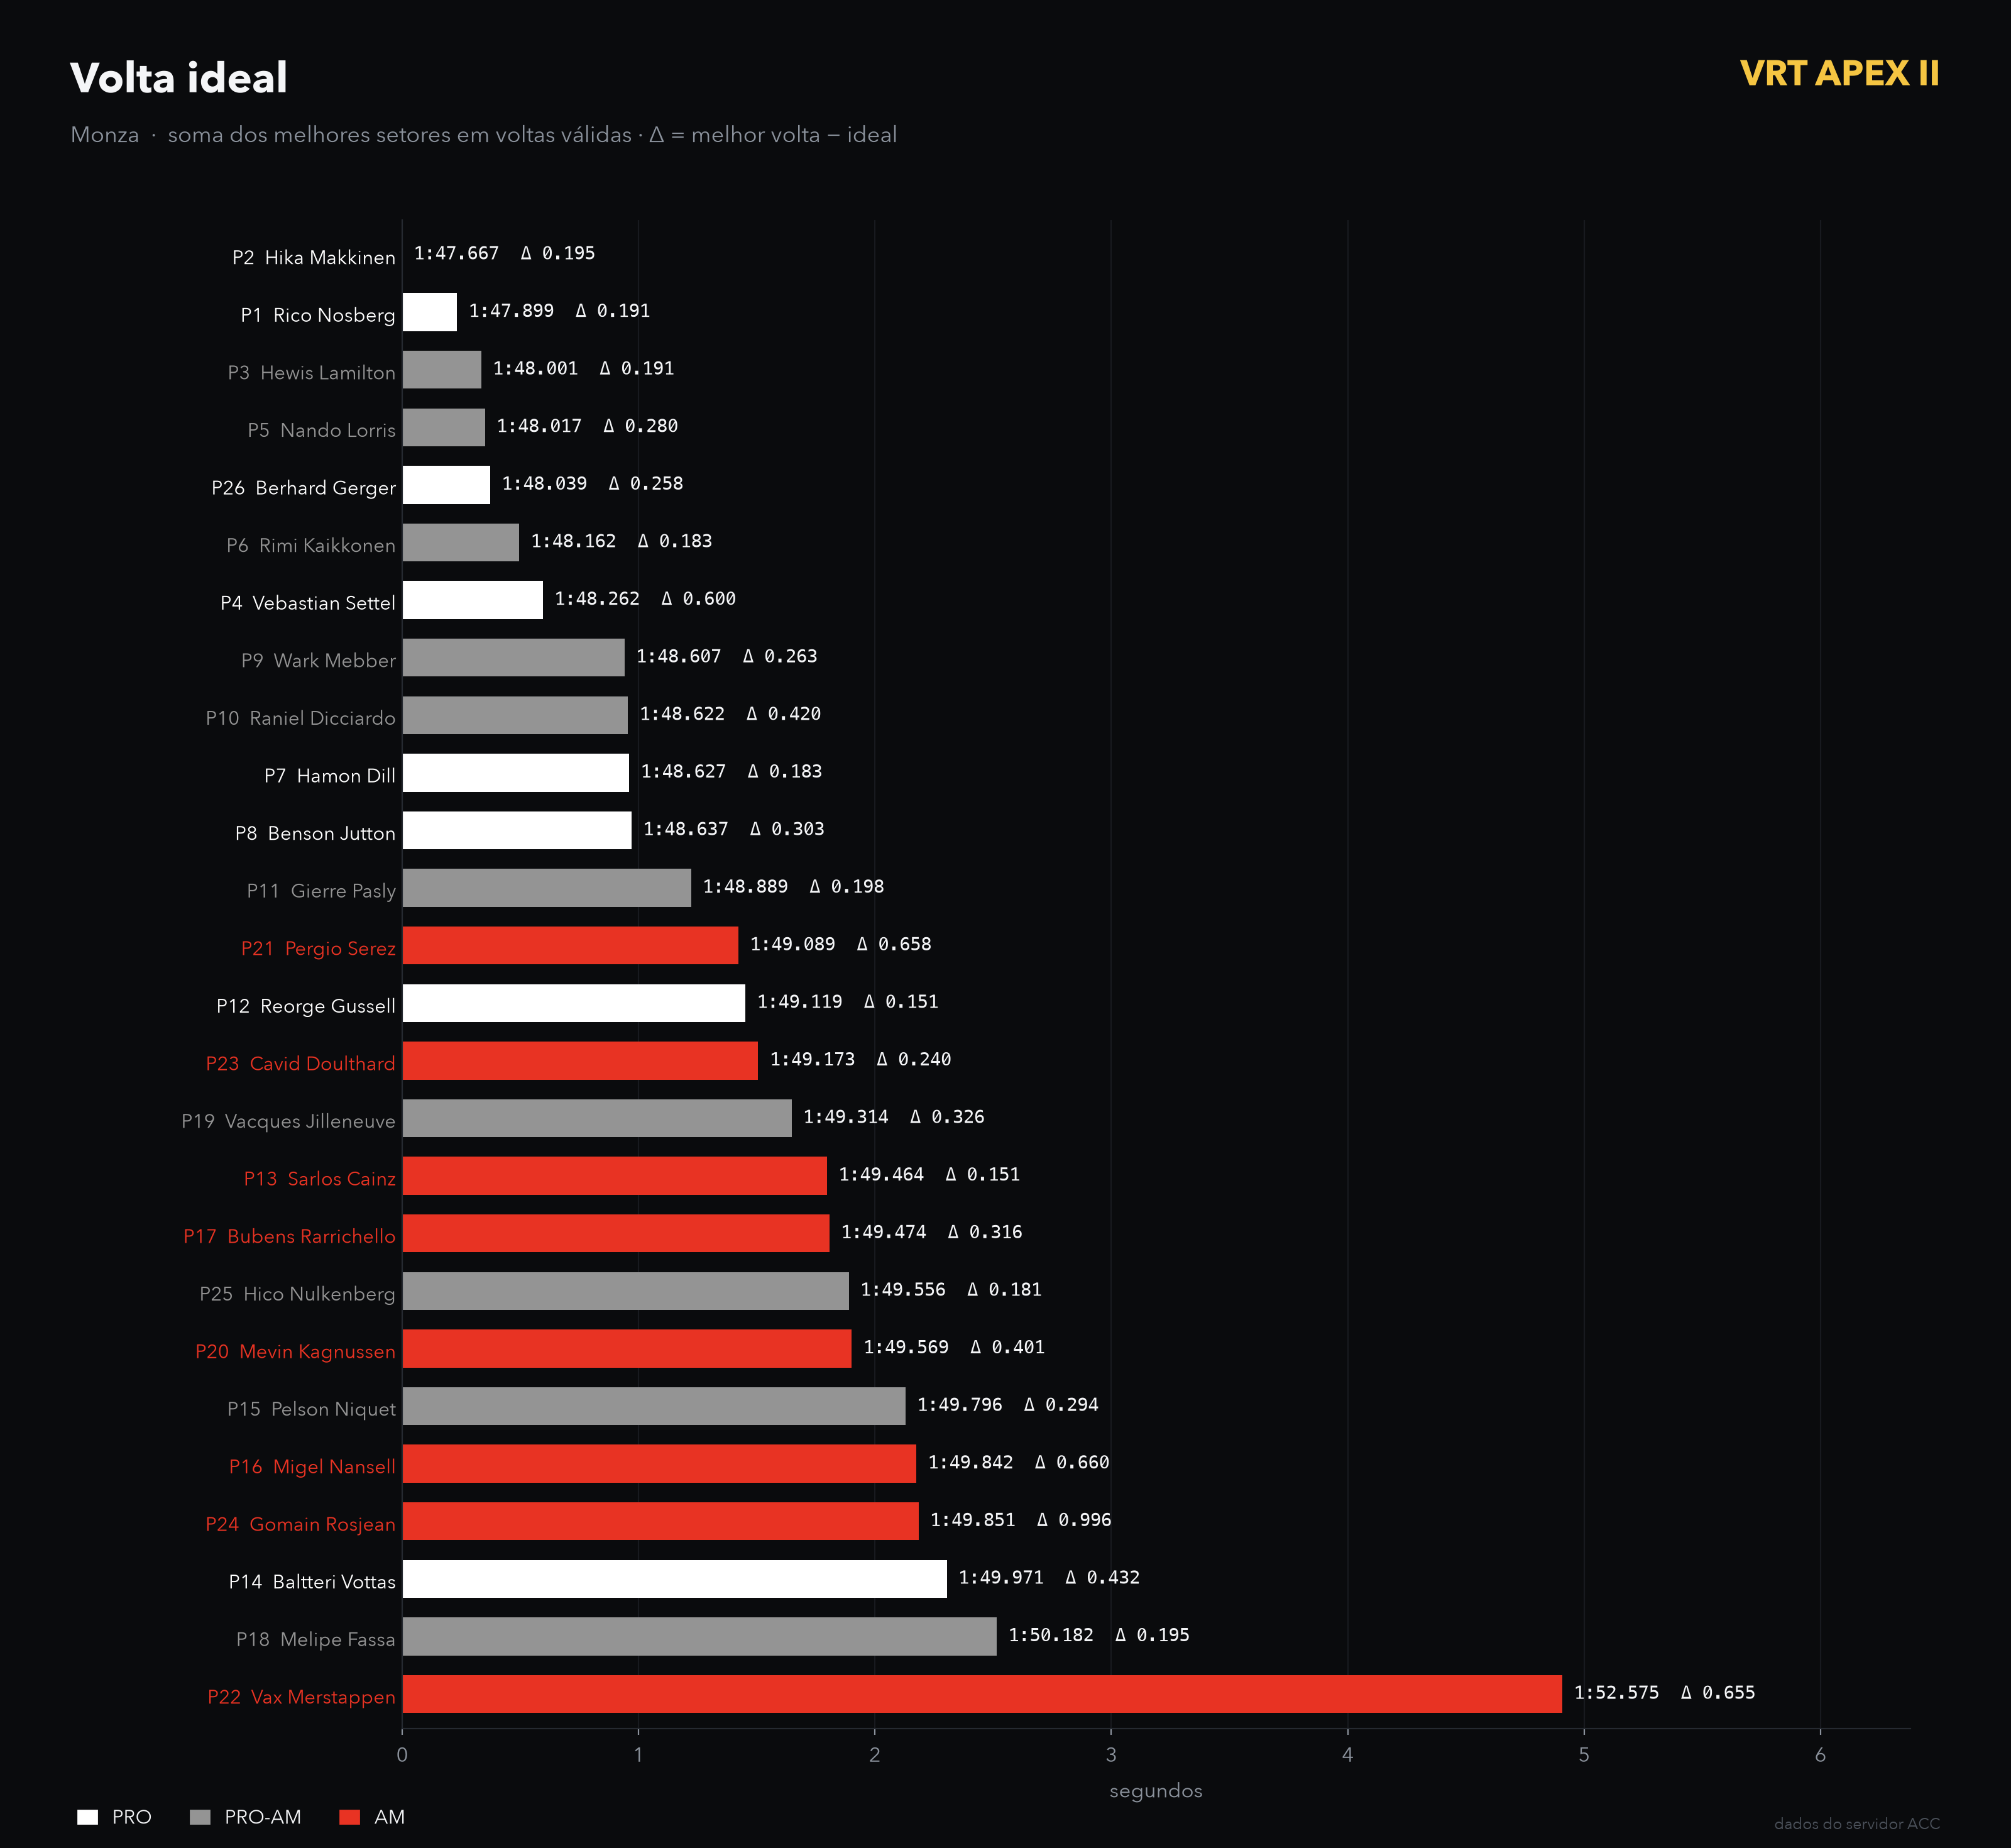 Volta ideal
VRT APEX II
Monza · soma dos melhores setores em voltas válidas · Δ = melhor volta − ideal
P2 Hika Makkinen 1:47.667 Δ 0.195
P1 Rico Nosberg 1:47.899 Δ 0.191
P3 Hewis Lamilton 1:48.001 Δ 0.191
P5 Nando Lorris 1:48.017 Δ 0.280
P26 Berhard Gerger 1:48.039 Δ 0.258
P6 Rimi Kaikkonen 1:48.162 Δ 0.183
P4 Vebastian Settel 1:48.262 Δ 0.600
P9 Wark Mebber 1:48.607 Δ 0.263
P10 Raniel Dicciardo 1:48.622 Δ 0.420
P7 Hamon Dill 1:48.627 Δ 0.183
P8 Benson Jutton 1:48.637 Δ 0.303
P11 Gierre Pasly 1:48.889 Δ 0.198
P21 Pergio Serez 1:49.089 Δ 0.658
P12 Reorge Gussell 1:49.119 Δ 0.151
P23 Cavid Doulthard 1:49.173 Δ 0.240
P19 Vacques Jilleneuve 1:49.314 Δ 0.326
P13 Sarlos Cainz 1:49.464 Δ 0.151
P17 Bubens Rarrichello 1:49.474 Δ 0.316
P25 Hico Nulkenberg 1:49.556 Δ 0.181
P20 Mevin Kagnussen 1:49.569 Δ 0.401
P15 Pelson Niquet 1:49.796 Δ 0.294
P16 Migel Nansell 1:49.842 Δ 0.660
P24 Gomain Rosjean 1:49.851 Δ 0.996
P14 Baltteri Vottas 1:49.971 Δ 0.432
P18 Melipe Fassa 1:50.182 Δ 0.195
P22 Vax Merstappen 1:52.575 Δ 0.655
0 1 2 3 4 5 6
segundos
PRO PRO-AM AM
dados do servidor ACC